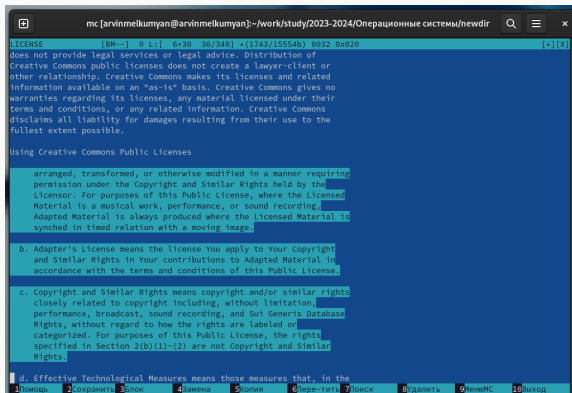 mc [arvinmelkumyan@arvinmelkumyan]:~/work/study/2023-2024/Операционные системы/newdir
LICENSE [BM--] 0 L:[ 6+30 36/340] *(1743/15554b) 0032 0x020 [*][X]
does not provide legal services or legal advice. Distribution of
Creative Commons public licenses does not create a lawyer-client or
other relationship. Creative Commons makes its licenses and related
information available on an "as-is" basis. Creative Commons gives no
warranties regarding its licenses, any material licensed under their
terms and conditions, or any related information. Creative Commons
disclaims all liability for damages resulting from their use to the
fullest extent possible.
Using Creative Commons Public Licenses
arranged, transformed, or otherwise modified in a manner requiring
permission under the Copyright and Similar Rights held by the
Licensor. For purposes of this Public License, where the Licensed
Material is a musical work, performance, or sound recording,
Adapted Material is always produced where the Licensed Material is
synched in timed relation with a moving image.
b. Adapter's License means the license You apply to Your Copyright
and Similar Rights in Your contributions to Adapted Material in
accordance with the terms and conditions of this Public License.
c. Copyright and Similar Rights means copyright and/or similar rights
closely related to copyright including, without limitation,
performance, broadcast, sound recording, and Sui Generis Database
Rights, without regard to how the rights are labeled or
categorized. For purposes of this Public License, the rights
specified in Section 2(b)(1)-(2) are not Copyright and Similar
Rights.
d. Effective Technological Measures means those measures that, in the
1Помощь 2Сохранить 3Блок 4Замена 5Копия 6Пере~тить 7Поиск 8Удалить 9МенюMC 10Выход